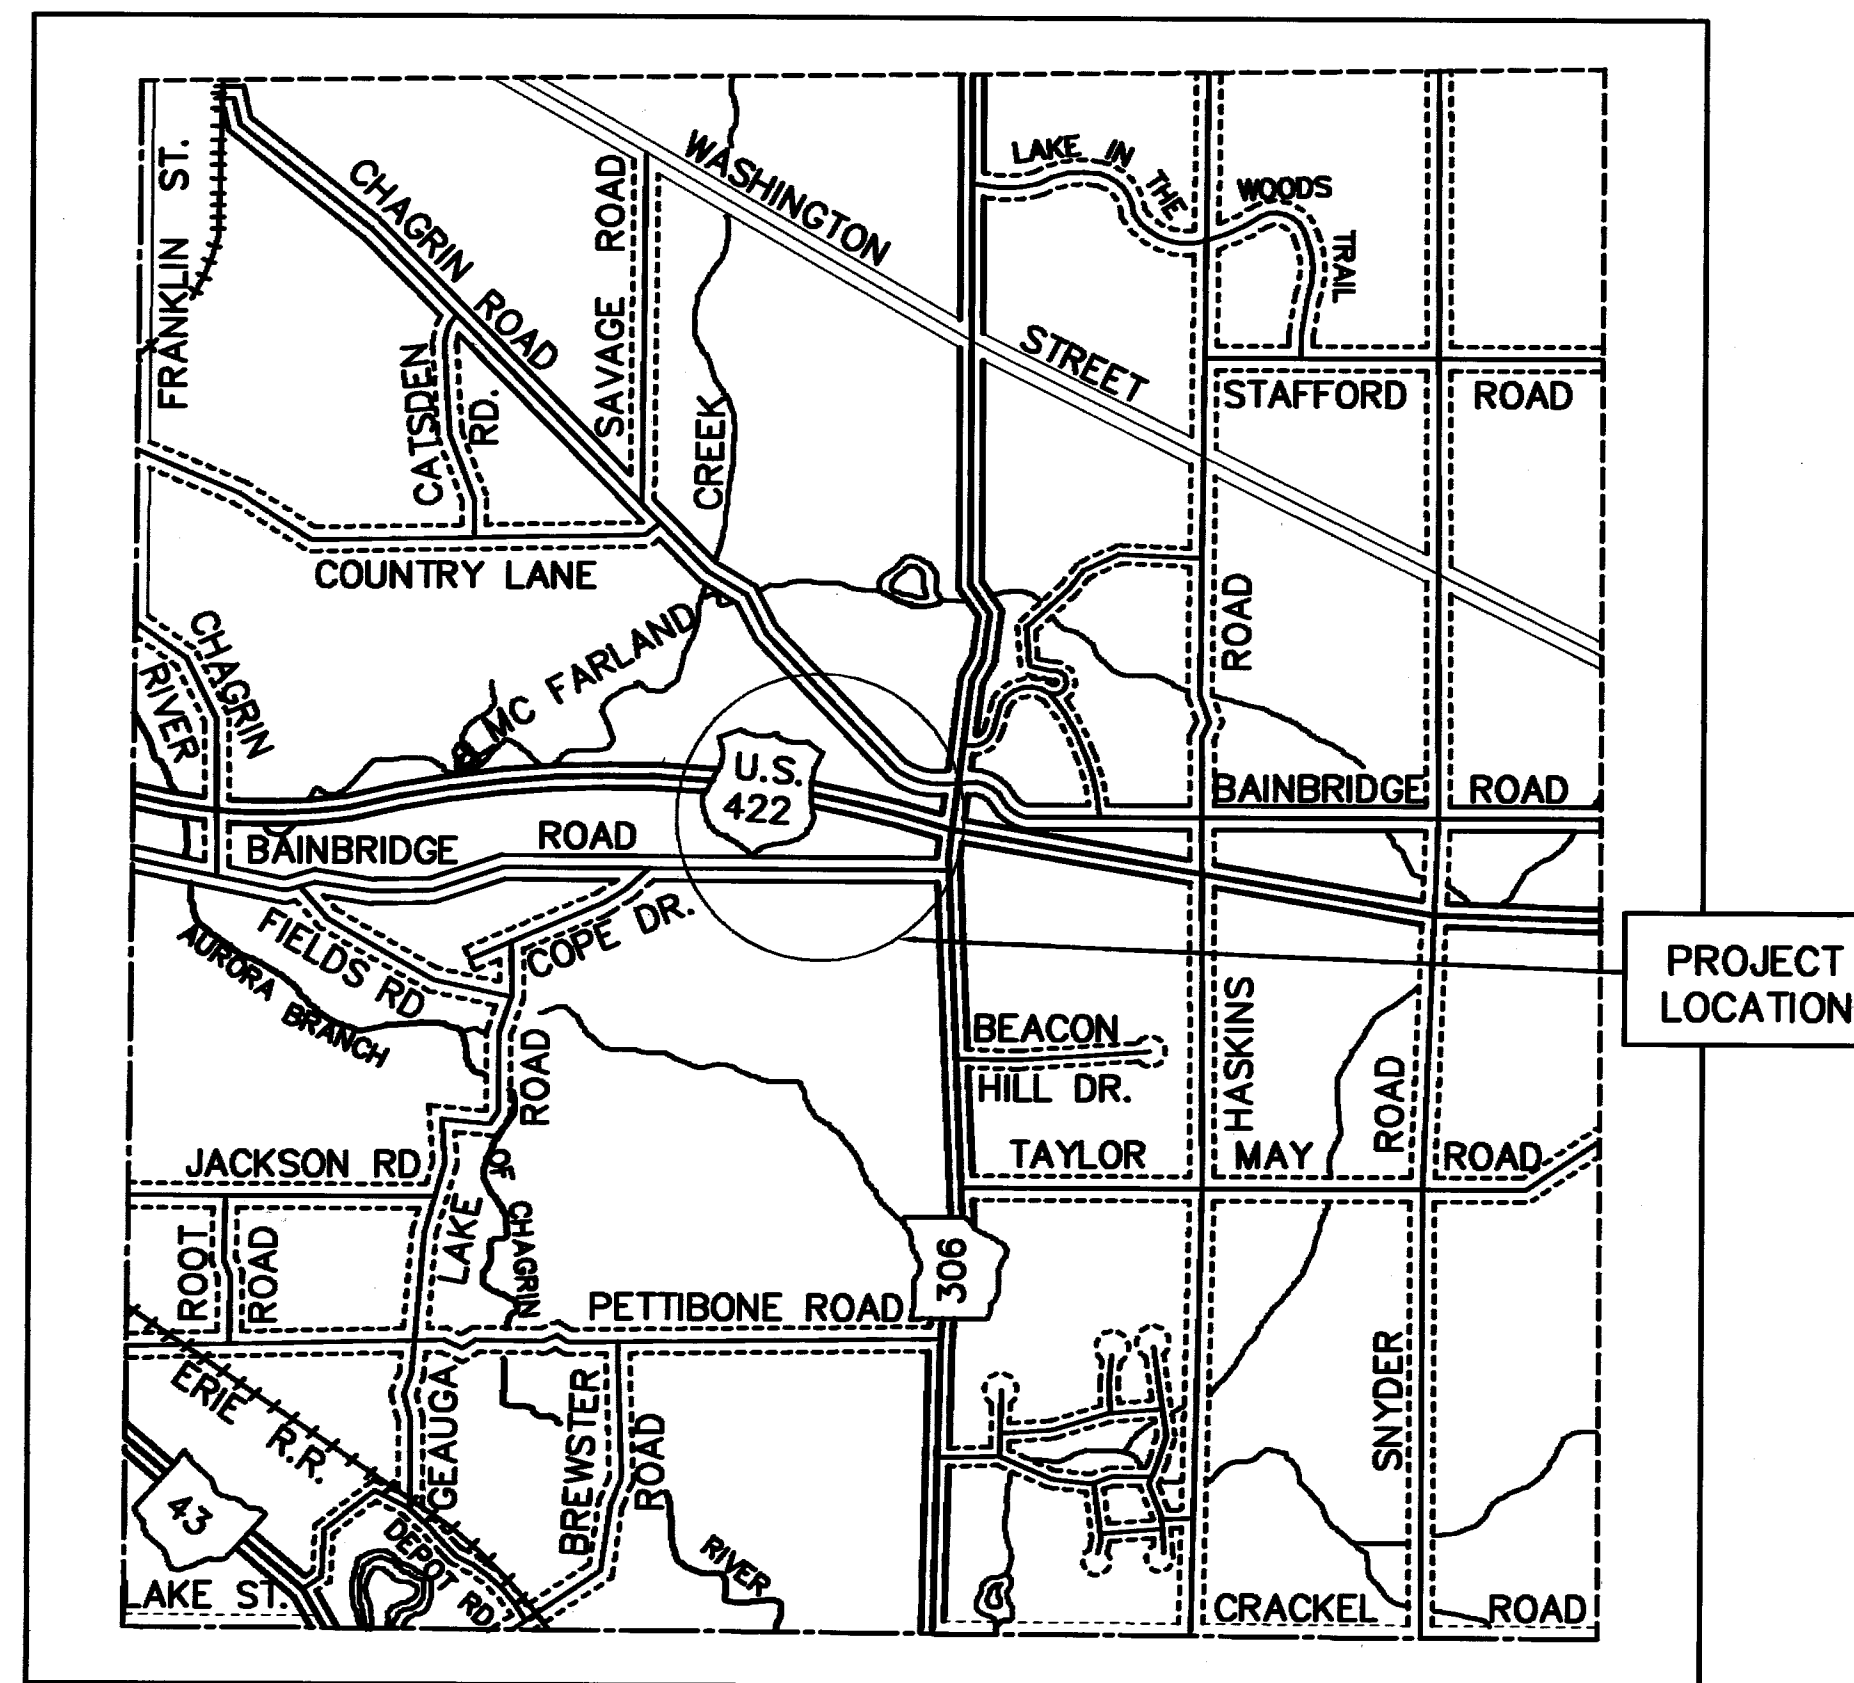 FRANKLIN ST.
CHAGRIN ROAD
SAVAGE ROAD
WASHINGTON
STREET
LAKE IN THE WOODS TRAIL
STAFFORD ROAD
CATSDEN RD.
CREEK
COUNTRY LANE
MC FARLAND
ROAD
CHAGRIN
RIVER
U.S.
422
BAINBRIDGE ROAD
BAINBRIDGE ROAD
FIELDS RD
COPE DR.
AURORA
BRANCH
PROJECT
LOCATION
BEACON
HILL DR.
HASKINS
ROAD
ROAD
JACKSON RD
TAYLOR MAY ROAD
OF
CHAGRIN
LAKE
ROOT
ROAD
306
PETTIBONE ROAD
ERIE R.R.
GEAUGA
BREWSTER
ROAD
SNYDER
43
DEPOT RD.
RIVER
LAKE ST.
CRACKEL ROAD